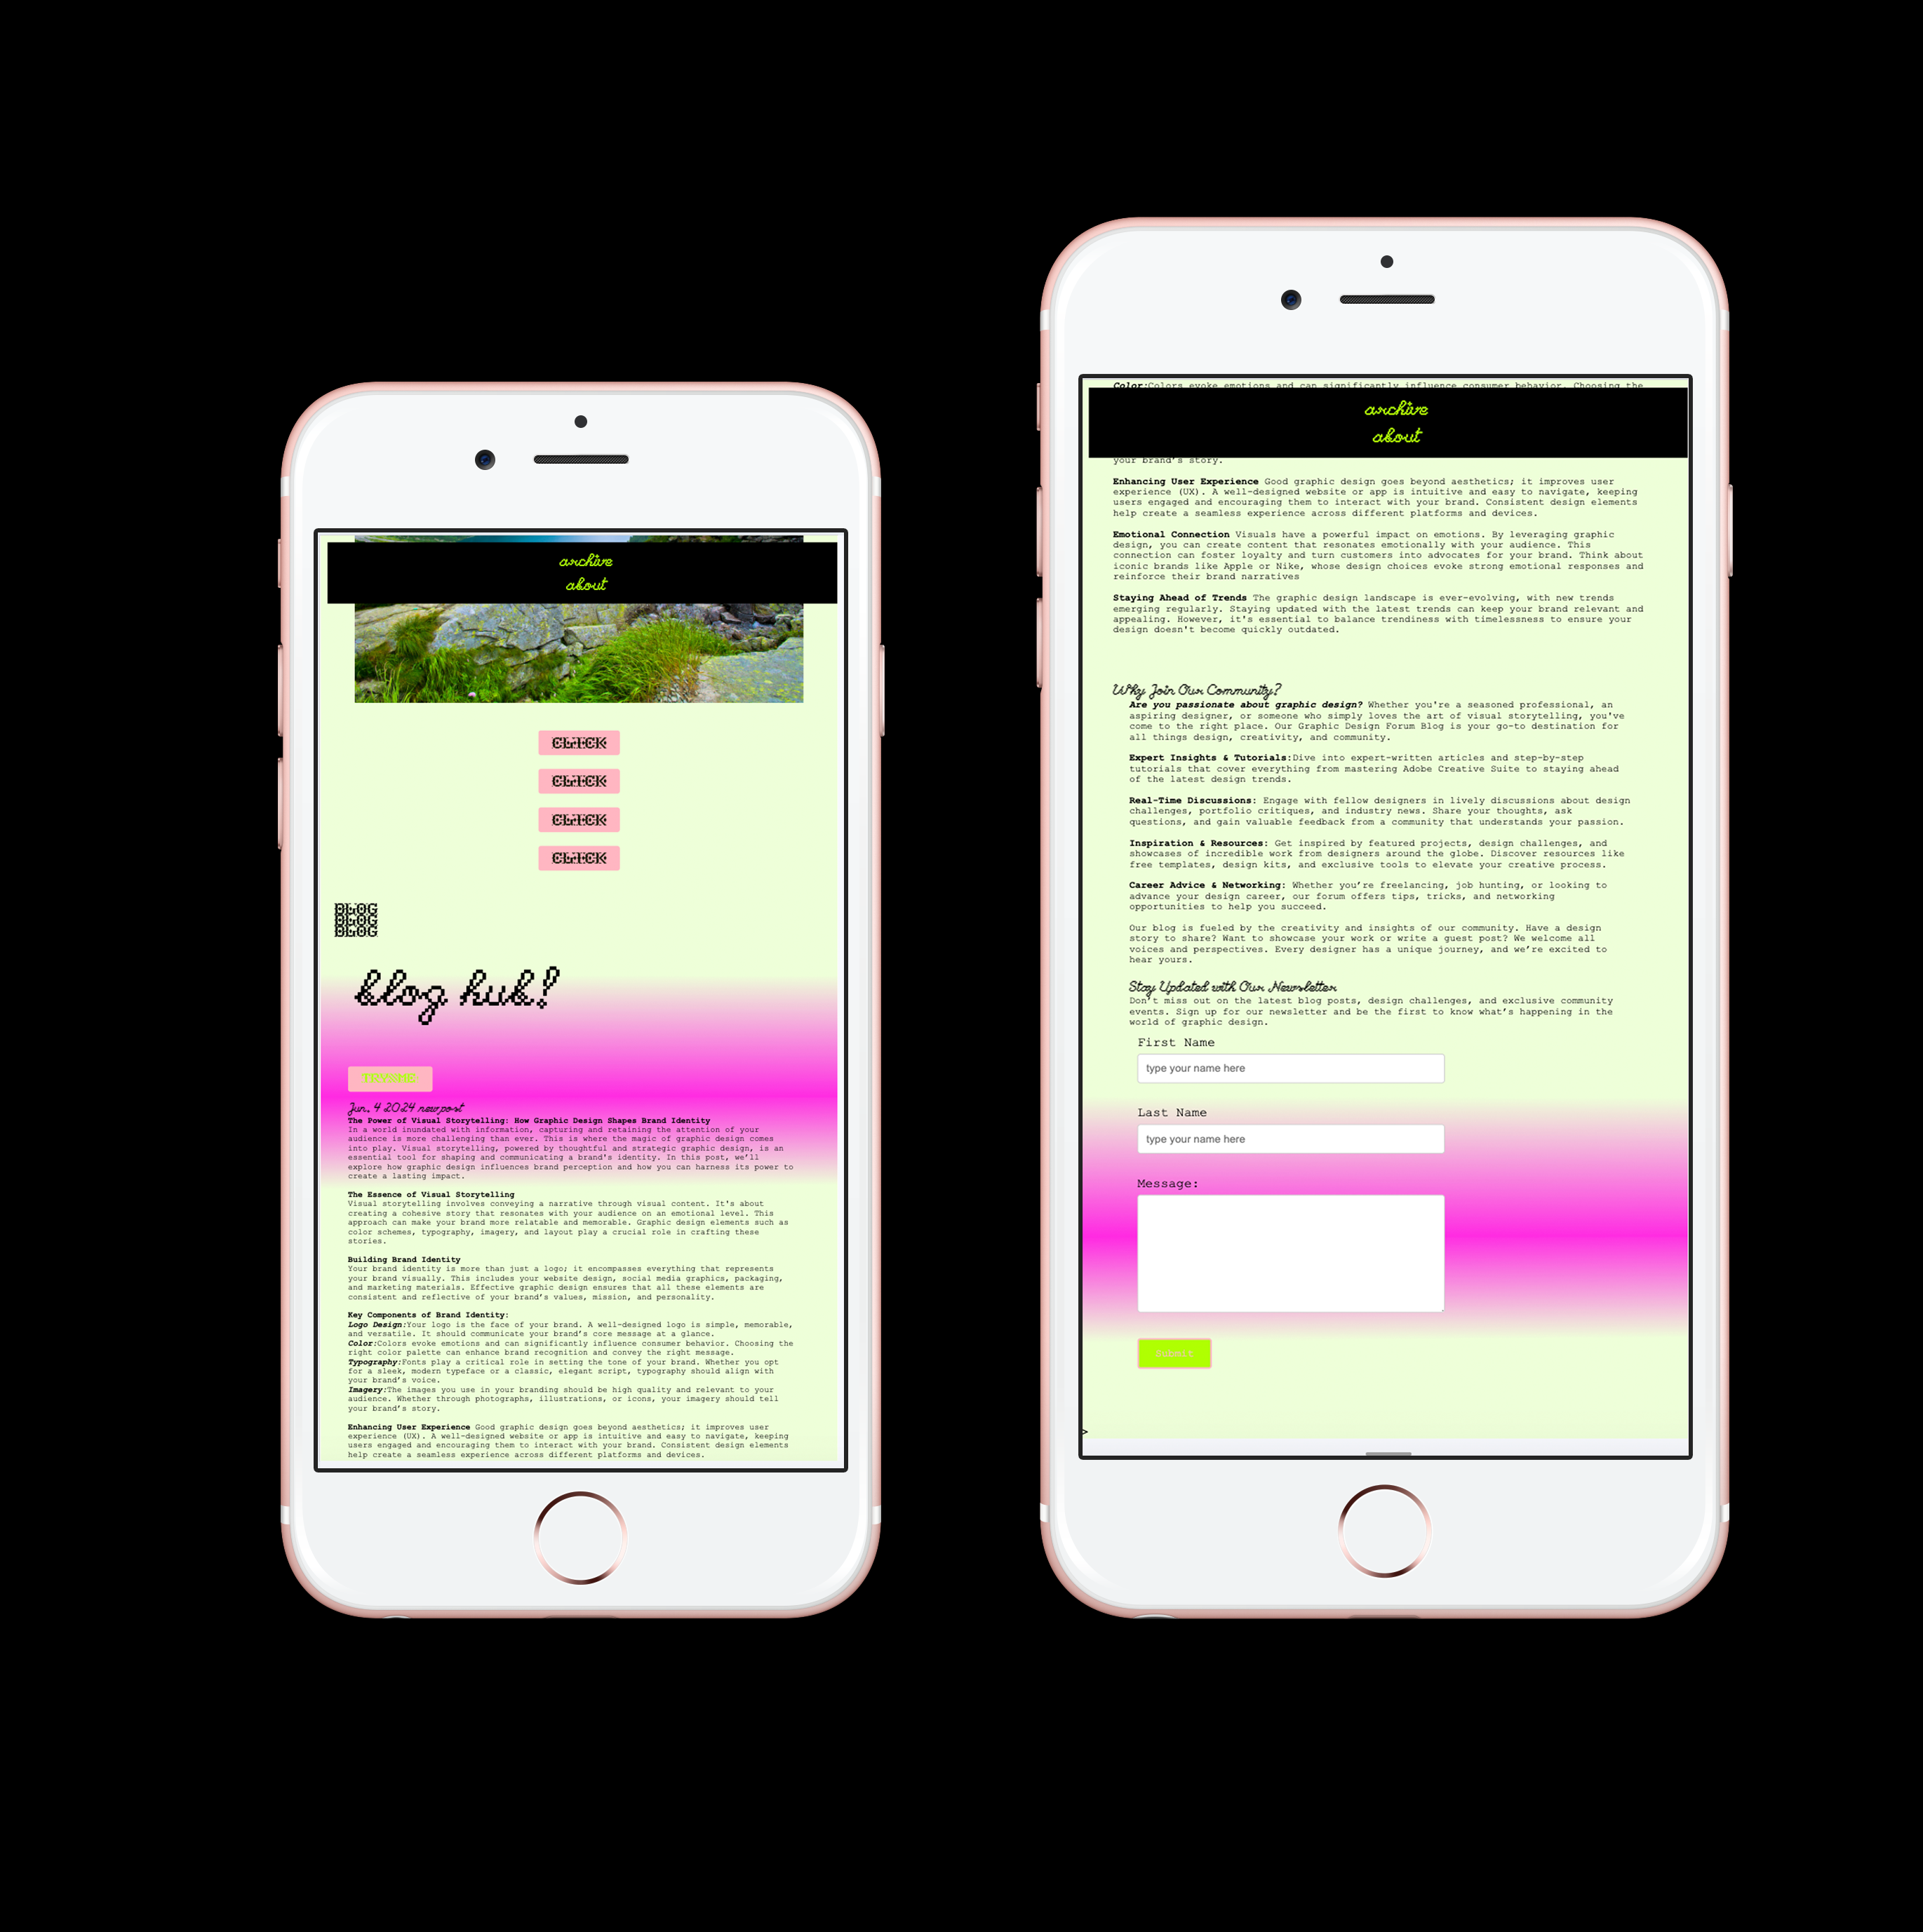 archive
about
CLICK
CLICK
CLICK
CLICK
BLOG
BLOG
BLOG
blog hub!
Jun. 4 2024 new post
The Power of Visual Storytelling: How Graphic Design Shapes Brand Identity
In a world inundated with information, capturing and retaining the attention of your
audience is more challenging than ever. This is where the magic of graphic design comes
into play. Visual storytelling, powered by thoughtful and strategic graphic design, is an
essential tool for shaping and communicating a brand's identity. In this post, we'll
explore how graphic design influences brand perception and how you can harness its power to
create a lasting impact.
The Essence of Visual Storytelling
Visual storytelling involves conveying a narrative through visual content. It's about
creating a cohesive story that resonates with your audience on an emotional level. This
approach can make your brand more relatable and memorable. Graphic design elements such as
color schemes, typography, imagery, and layout play a crucial role in crafting these
stories.
Building Brand Identity
Your brand identity is more than just a logo; it encompasses everything that represents
your brand visually. This includes your website design, social media graphics, packaging,
and marketing materials. Effective graphic design ensures that all these elements are
consistent and reflective of your brand's values, mission, and personality.
Key Components of Brand Identity:
Logo Design:Your logo is the face of your brand. A well-designed logo is simple, memorable,
and versatile. It should communicate your brand's core message at a glance.
Color:Colors evoke emotions and can significantly influence consumer behavior. Choosing the
right color palette can enhance brand recognition and convey the right message.
Typography:Fonts play a critical role in setting the tone of your brand. Whether you opt
for a sleek, modern typeface or a classic, elegant script, typography should align with
your brand's voice.
Imagery:The images you use in your branding should be high quality and relevant to your
audience. Whether through photographs, illustrations, or icons, your imagery should tell
your brand's story.
Enhancing User Experience Good graphic design goes beyond aesthetics; it improves user
experience (UX). A well-designed website or app is intuitive and easy to navigate, keeping
users engaged and encouraging them to interact with your brand. Consistent design elements
help create a seamless experience across different platforms and devices.
Color:Colors evoke emotions and can significantly influence consumer behavior. Choosing the
archive
about
your brand's story.
Enhancing User Experience Good graphic design goes beyond aesthetics; it improves user
experience (UX). A well-designed website or app is intuitive and easy to navigate, keeping
users engaged and encouraging them to interact with your brand. Consistent design elements
help create a seamless experience across different platforms and devices.
Emotional Connection Visuals have a powerful impact on emotions. By leveraging graphic
design, you can create content that resonates emotionally with your audience. This
connection can foster loyalty and turn customers into advocates for your brand. Think about
iconic brands like Apple or Nike, whose design choices evoke strong emotional responses and
reinforce their brand narratives
Staying Ahead of Trends The graphic design landscape is ever-evolving, with new trends
emerging regularly. Staying updated with the latest trends can keep your brand relevant and
appealing. However, it's essential to balance trendiness with timelessness to ensure your
design doesn't become quickly outdated.
Why Join Our Community?
Are you passionate about graphic design? Whether you're a seasoned professional, an
aspiring designer, or someone who simply loves the art of visual storytelling, you've
come to the right place. Our Graphic Design Forum Blog is your go-to destination for
all things design, creativity, and community.
Expert Insights & Tutorials:Dive into expert-written articles and step-by-step
tutorials that cover everything from mastering Adobe Creative Suite to staying ahead
of the latest design trends.
Real-Time Discussions: Engage with fellow designers in lively discussions about design
challenges, portfolio critiques, and industry news. Share your thoughts, ask
questions, and gain valuable feedback from a community that understands your passion.
Inspiration & Resources: Get inspired by featured projects, design challenges, and
showcases of incredible work from designers around the globe. Discover resources like
free templates, design kits, and exclusive tools to elevate your creative process.
Career Advice & Networking: Whether you're freelancing, job hunting, or looking to
advance your design career, our forum offers tips, tricks, and networking
opportunities to help you succeed.
Our blog is fueled by the creativity and insights of our community. Have a design
story to share? Want to showcase your work or write a guest post? We welcome all
voices and perspectives. Every designer has a unique journey, and we're excited to
hear yours.
Stay Updated with Our Newsletter
Don't miss out on the latest blog posts, design challenges, and exclusive community
events. Sign up for our newsletter and be the first to know what's happening in the
world of graphic design.
First Name
type your name here
Last Name
type your name here
Message:
Submit
>